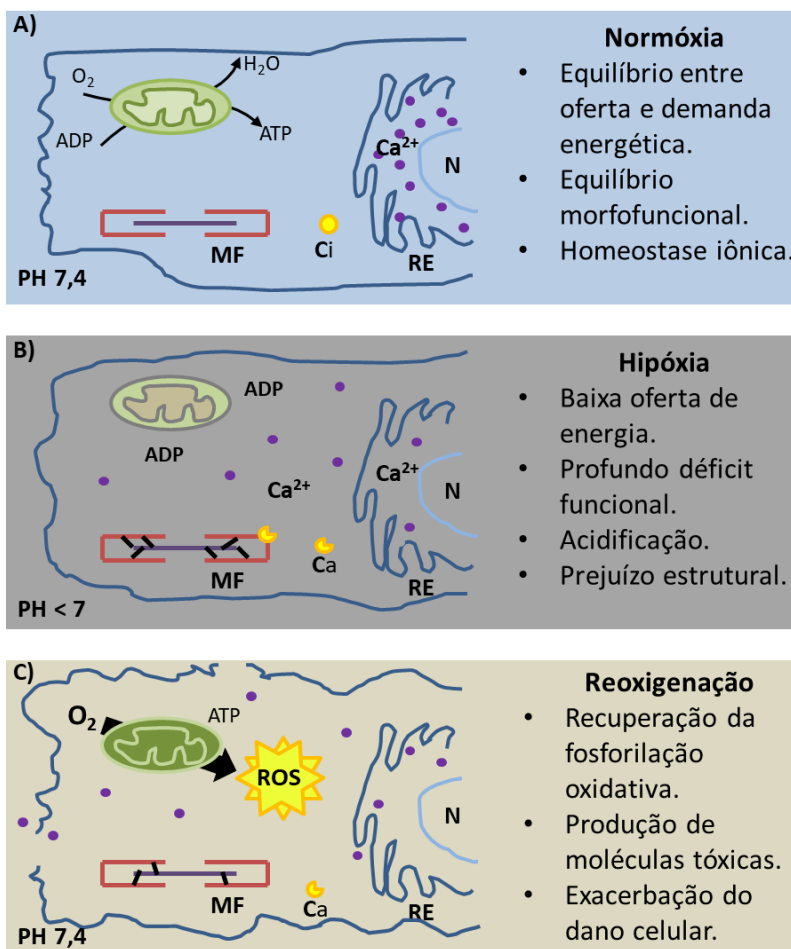 A)
Normóxia
H₂O
O₂
ADP
ATP
Ca²⁺
N
MF
Ci
RE
PH 7,4
• Equilíbrio entre
oferta e demanda
energética.
• Equilíbrio
morfofuncional.
• Homeostase iônica.
B)
Hipóxia
ADP
ADP
Ca²⁺
Ca²⁺
N
MF
Ca
RE
PH < 7
• Baixa oferta de
energia.
• Profundo déficit
funcional.
• Acidificação.
• Prejuízo estrutural.
C)
Reoxigenação
O₂
ATP
ROS
N
MF
Ca
RE
PH 7,4
• Recuperação da
fosforilação
oxidativa.
• Produção de
moléculas tóxicas.
• Exacerbação do
dano celular.